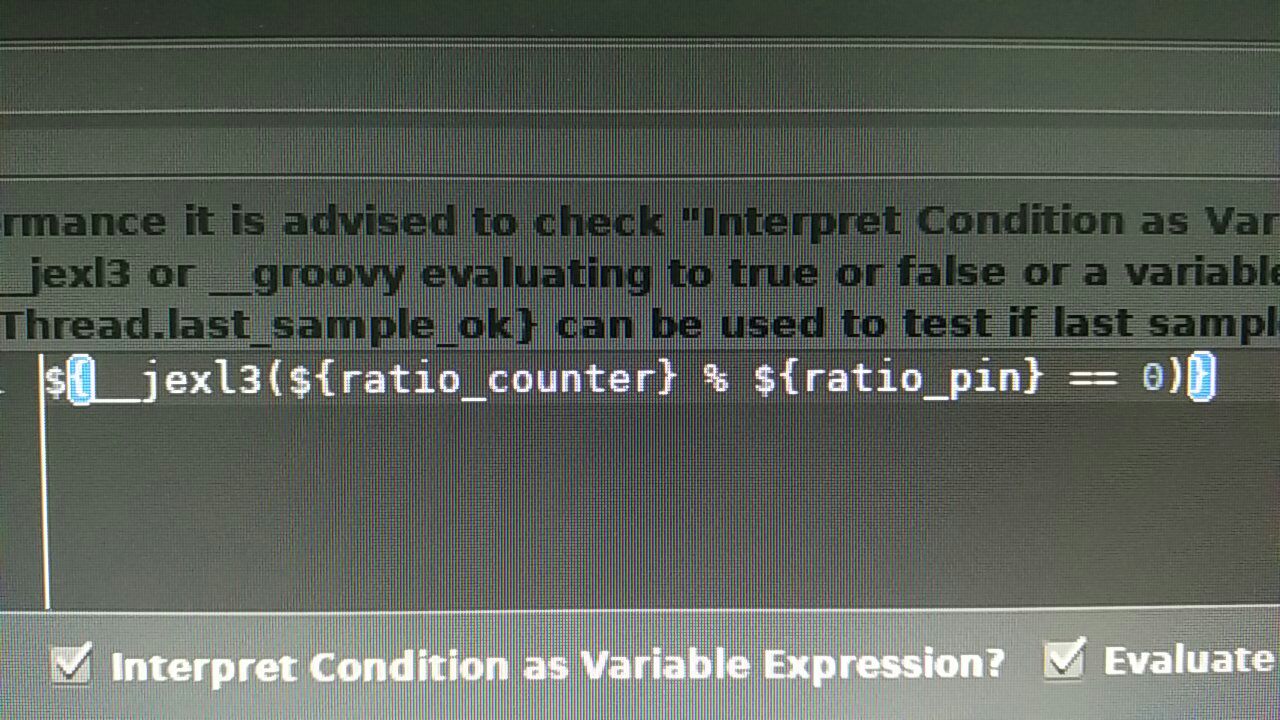 rmance it is advised to check "Interpret Condition as Var
__jexl3 or __groovy evaluating to true or false or a variable
Thread.last_sample_ok} can be used to test if last sampl
${__jexl3(${ratio_counter} % ${ratio_pin} == 0)}
Interpret Condition as Variable Expression? Evaluate